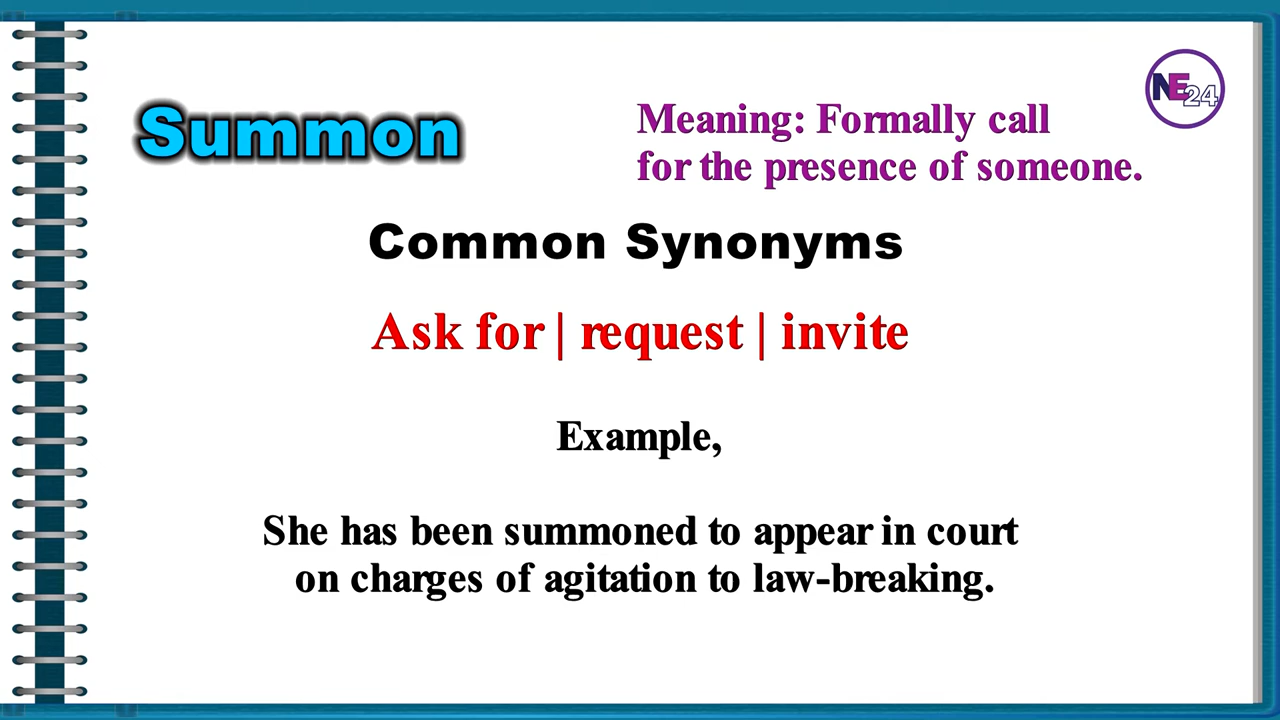 NE24
Summon
Meaning: Formally call
for the presence of someone.
Common Synonyms
Ask for | request | invite
Example,
She has been summoned to appear in court
on charges of agitation to law-breaking.